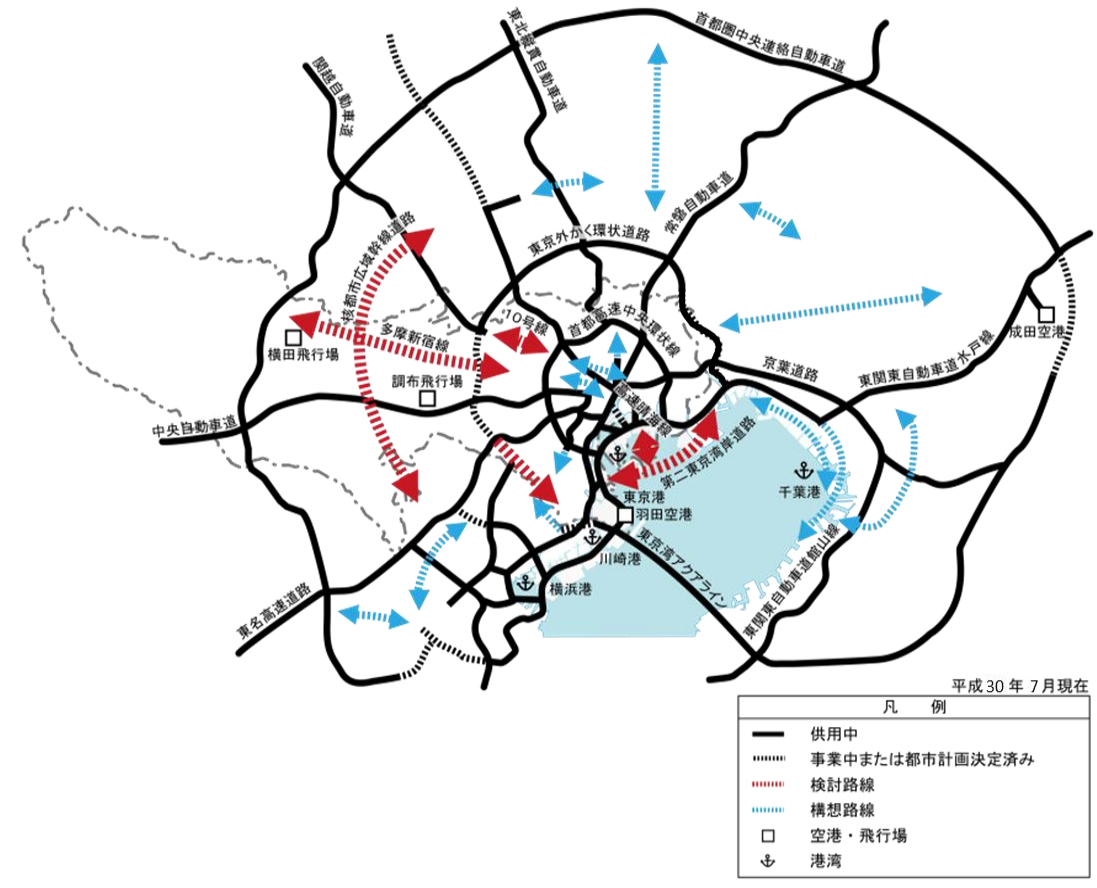 首都圏中央連絡自動車道
東北縦貫自動車道
関越自動車道
常磐自動車道
東京外かく環状道路
核都市広域幹線道路
10号線
首都高速中央環状線
多摩新宿線
横田飛行場
調布飛行場
成田空港
東関東自動車道水戸線
京葉道路
高速晴海線
中央自動車道
第二東京湾岸道路
千葉港
東京港
羽田空港
川崎港
東京湾アクアライン
横浜港
東関東自動車道館山線
東名高速道路
平成30年7月現在
凡 例
供用中
事業中または都市計画決定済み
検討路線
構想路線
空港・飛行場
港湾